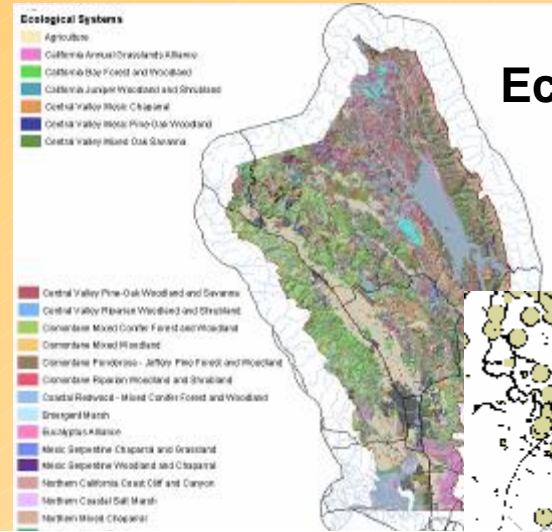 Ecological Systems
Agriculture
California Annual Grasslands Alliance
California Bay Forest and Woodland
California Juniper Woodland and Shrubland
Central Valley Mesic Chaparral
Central Valley Mesic Pine-Oak Woodland
Central Valley Mixed Oak Savanna
Ec
Central Valley Pine-Oak Woodland and Savanna
Central Valley Riparian Woodland and Shrubland
Cismontane Mixed Conifer Forest and Woodland
Cismontane Mixed Woodland
Cismontane Ponderosa - Jeffery Pine Forest and Woodland
Cismontane Riparian Woodland and Shrubland
Coastal Redwood - Mixed Conifer Forest and Woodland
Emergent Marsh
Eucalyptus Alliance
Mesic Serpentine Chaparral and Grassland
Mesic Serpentine Woodland and Chaparral
Northern California Coast Cliff and Canyon
Northern Coastal Salt Marsh
Northern Mixed Chaparral